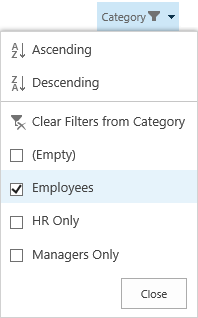 Category
Ascending
Descending
Clear Filters from Category
(Empty)
Employees
HR Only
Managers Only
Close